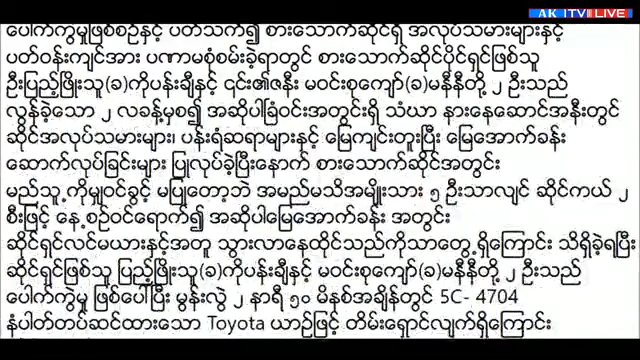 AK ITV LIVE
ပေါက်ကွဲမှုဖြစ်စဉ်နှင့် ပတ်သက်၍ စားသောက်ဆိုင်ရှိ အလုပ်သမားများနှင့်
ပတ်ဝန်းကျင်အား ပဏာမစုံစမ်းခဲ့ရာတွင် စားသောက်ဆိုင်ပိုင်ရှင်ဖြစ်သူ
ဦးပြည့်ဖြိုးသူ(ခ)ကိုပန်းချီနှင့် ၎င်း၏ဇနီး မဝင်းစုကျော်(ခ)မနီနီတို့ ၂ ဦးသည်
လွန်ခဲ့သော ၂ လခန့်မှစ၍ အဆိုပါခြံဝင်းအတွင်းရှိ သံဃာ နားနေဆောင်အနီးတွင်
ဆိုင်အလုပ်သမားများ၊ ပန်းရံဆရာများနှင့် မြေကျင်းတူးပြီး မြေအောက်ခန်း
ဆောက်လုပ်ခြင်းများ ပြုလုပ်ခဲ့ပြီးနောက် စားသောက်ဆိုင်အတွင်း
မည်သူ့ကိုမျှဝင်ခွင့် မပြုတော့ဘဲ အမည်မသိအမျိုးသား ၅ ဦးသာလျှင် ဆိုင်ကယ် ၂
စီးဖြင့် နေ့စဉ်ဝင်ရောက်၍ အဆိုပါမြေအောက်ခန်း အတွင်း
ဆိုင်ရှင်လင်မယားနှင့်အတူ သွားလာနေထိုင်သည်ကိုသာတွေ့ရှိကြောင်း သိရှိခဲ့ရပြီး
ဆိုင်ရှင်ဖြစ်သူ ပြည့်ဖြိုးသူ(ခ)ကိုပန်းချီနှင့် မဝင်းစုကျော်(ခ)မနီနီတို့ ၂ ဦးသည်
ပေါက်ကွဲမှု ဖြစ်ပေါ်ပြီး မွန်းလွဲ ၂ နာရီ ၅၀ မိနစ်အချိန်တွင် 5C- 4704
နံပါတ်တပ်ဆင်ထားသော Toyota ယာဉ်ဖြင့် တိမ်းရှောင်လျက်ရှိကြောင်း